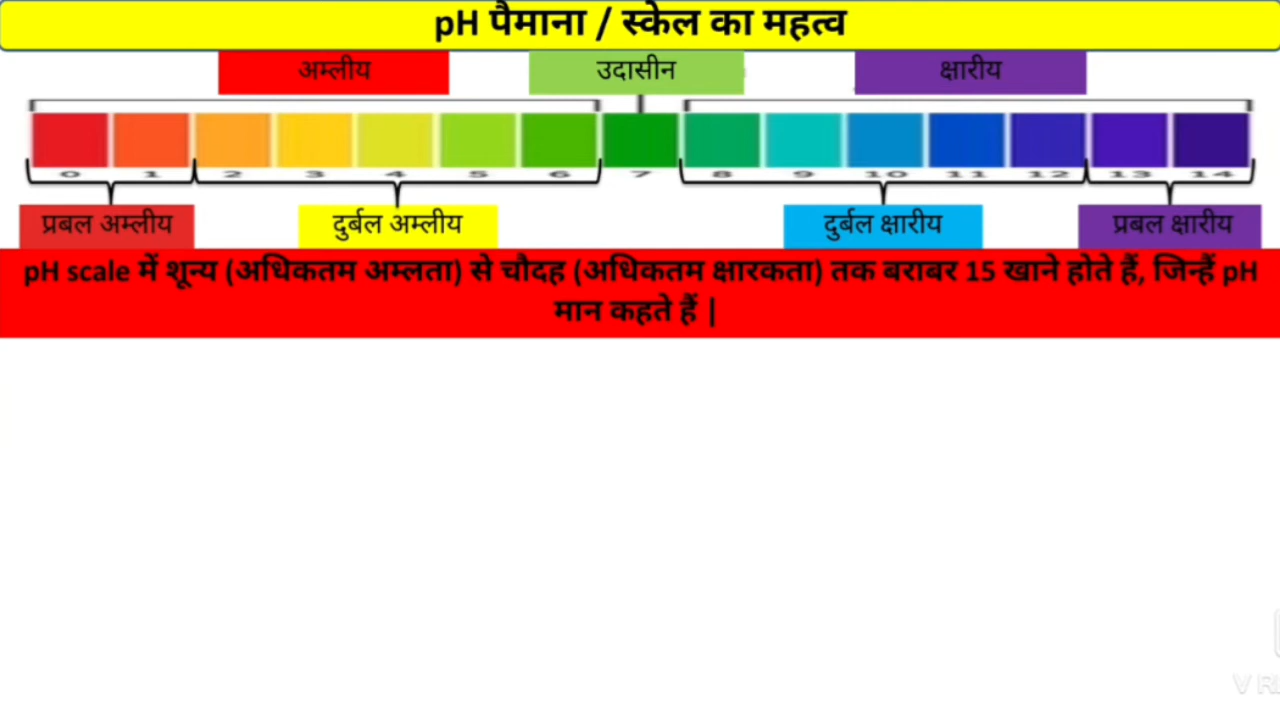 pH पैमाना / स्केल का महत्व
अम्लीय उदासीन क्षारीय
0 1 2 3 4 5 6 7 8 9 10 11 12 13 14
प्रबल अम्लीय दुर्बल अम्लीय दुर्बल क्षारीय प्रबल क्षारीय
pH scale में शून्य (अधिकतम अम्लता) से चौदह (अधिकतम क्षारकता) तक बराबर 15 खाने होते हैं, जिन्हैं pH
मान कहते हैं |